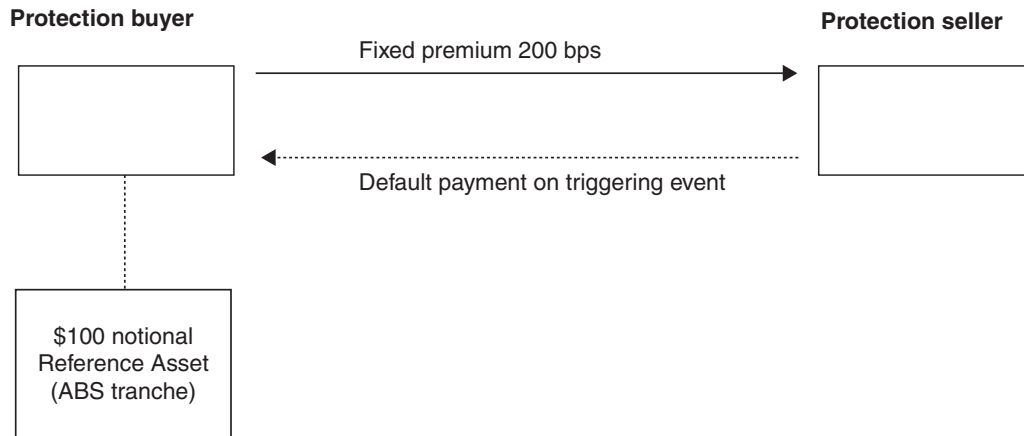 Protection buyer
Protection seller
Fixed premium 200 bps
Default payment on triggering event
$100 notional
Reference Asset
(ABS tranche)